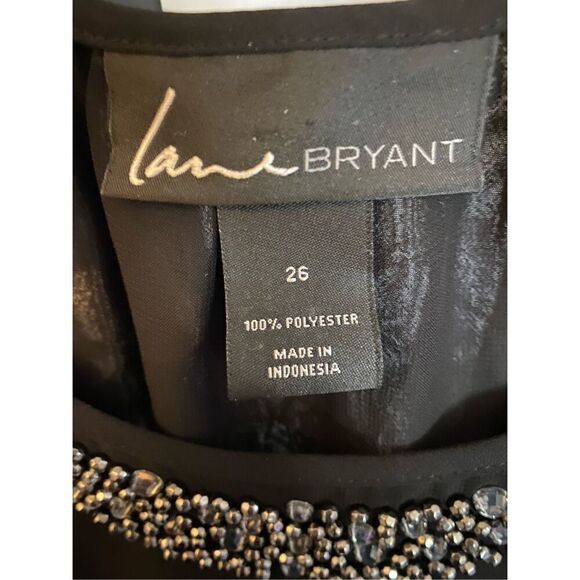 lane BRYANT
26
100% POLYESTER
MADE IN
INDONESIA